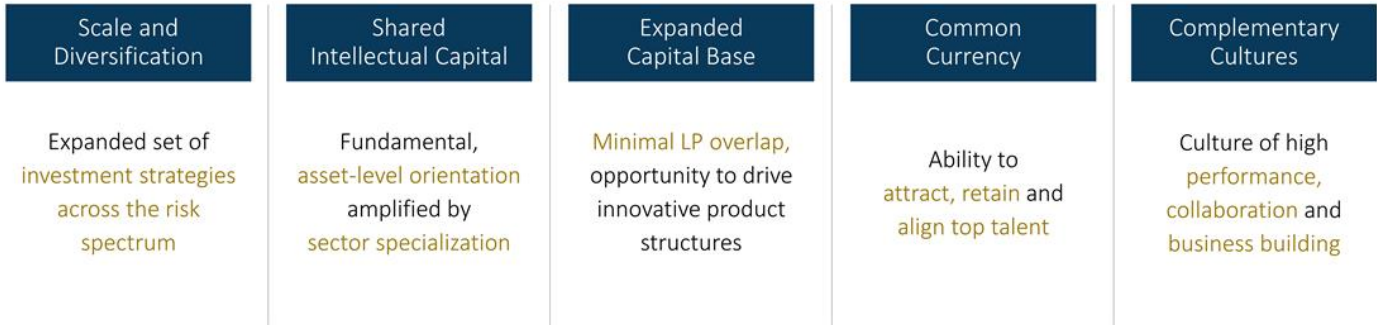 Scale and
Diversification
Expanded set of
investment strategies
across the risk
spectrum
Shared
Intellectual Capital
Fundamental,
asset-level orientation
amplified by
sector specialization
Expanded
Capital Base
Minimal LP overlap,
opportunity to drive
innovative product
structures
Common
Currency
Ability to
attract, retain and
align top talent
Complementary
Cultures
Culture of high
performance,
collaboration and
business building